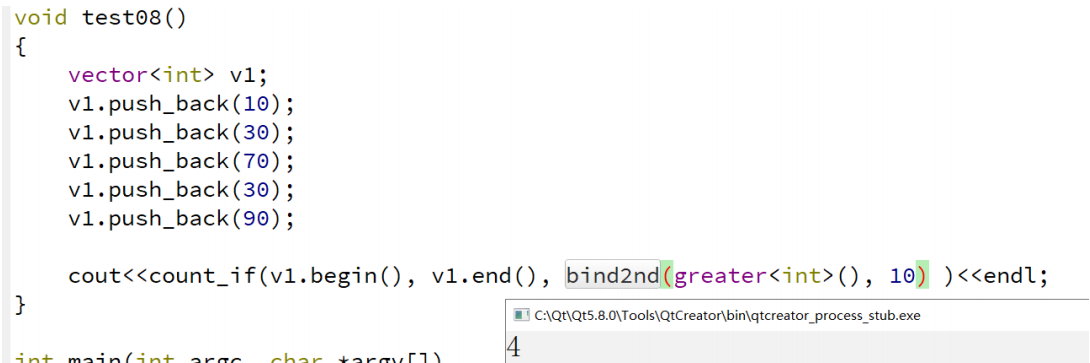 void test08()
{
vector<int> v1;
v1.push_back(10);
v1.push_back(30);
v1.push_back(70);
v1.push_back(30);
v1.push_back(90);
cout<<count_if(v1.begin(), v1.end(), bind2nd(greater<int>(), 10) )<<endl;
}
C:\Qt\Qt5.8.0\Tools\QtCreator\bin\qtcreator_process_stub.exe
4
int main(int argc, char *argv[])